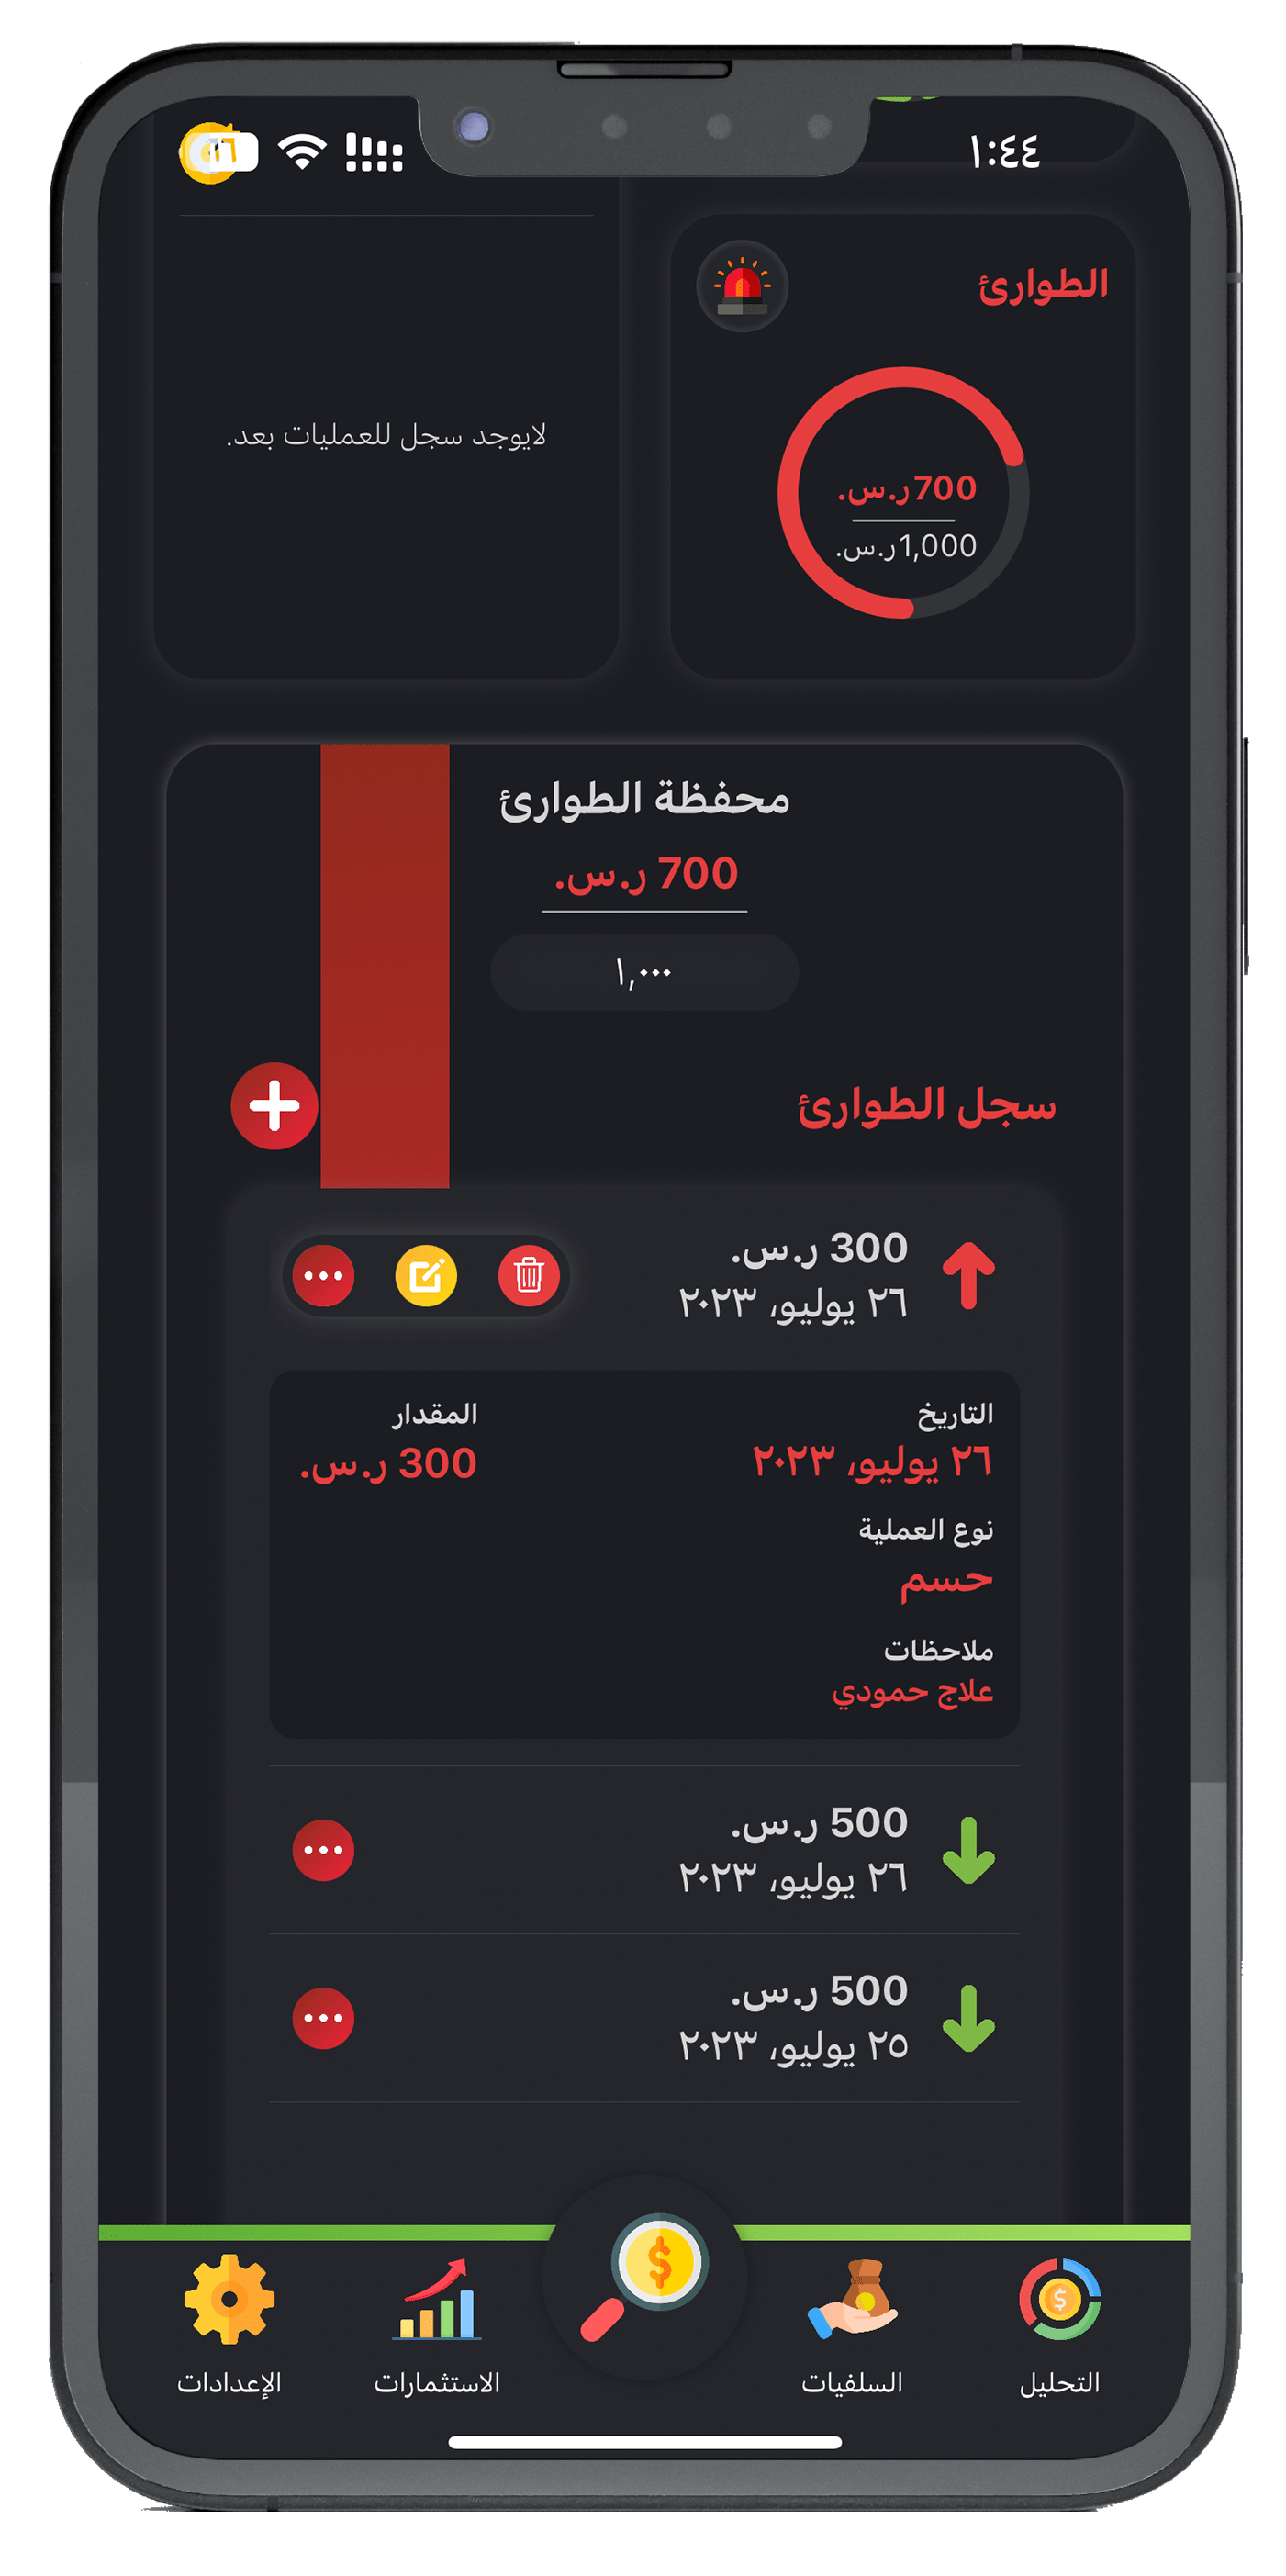 ١:٤٤
١٦
الطوارئ
700ر.س.
1,000ر.س.
لايوجد سجل للعمليات بعد.
محفظة الطوارئ
700 ر.س.
١,٠٠٠
سجل الطوارئ
300 ر.س.
٢٦ يوليو، ٢٠٢٣
التاريخ
٢٦ يوليو، ٢٠٢٣
المقدار
300 ر.س.
نوع العملية
حسم
ملاحظات
علاج حمودي
500 ر.س.
٢٦ يوليو، ٢٠٢٣
500 ر.س.
٢٥ يوليو، ٢٠٢٣
التحليل
السلفيات
الاستثمارات
الإعدادات